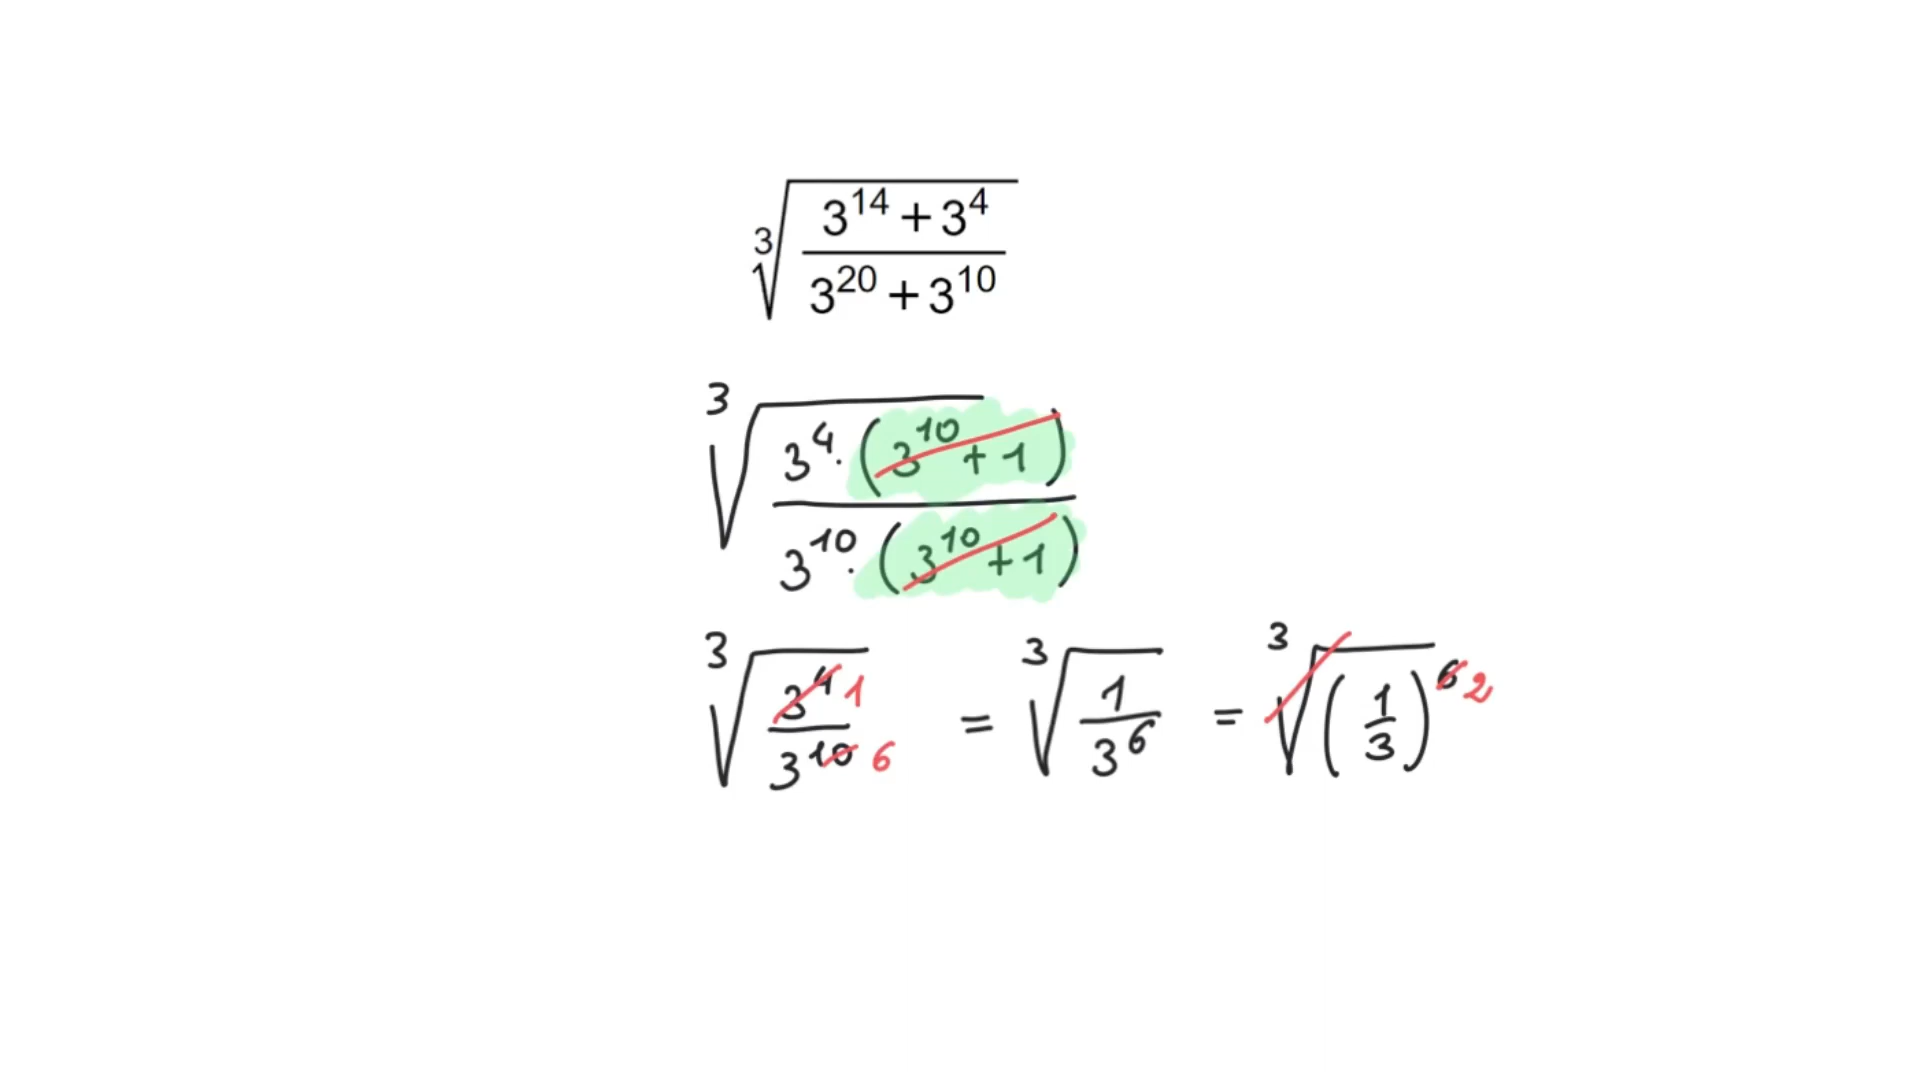 ∛((3^14 + 3^4)/(3^20 + 3^10))
∛((3^4 · (3^10 + 1))/(3^10 · (3^10 + 1)))
∛(3^4 1/3^10 6) = ∛(1/3^6) = ∛((1/3)^6 2)